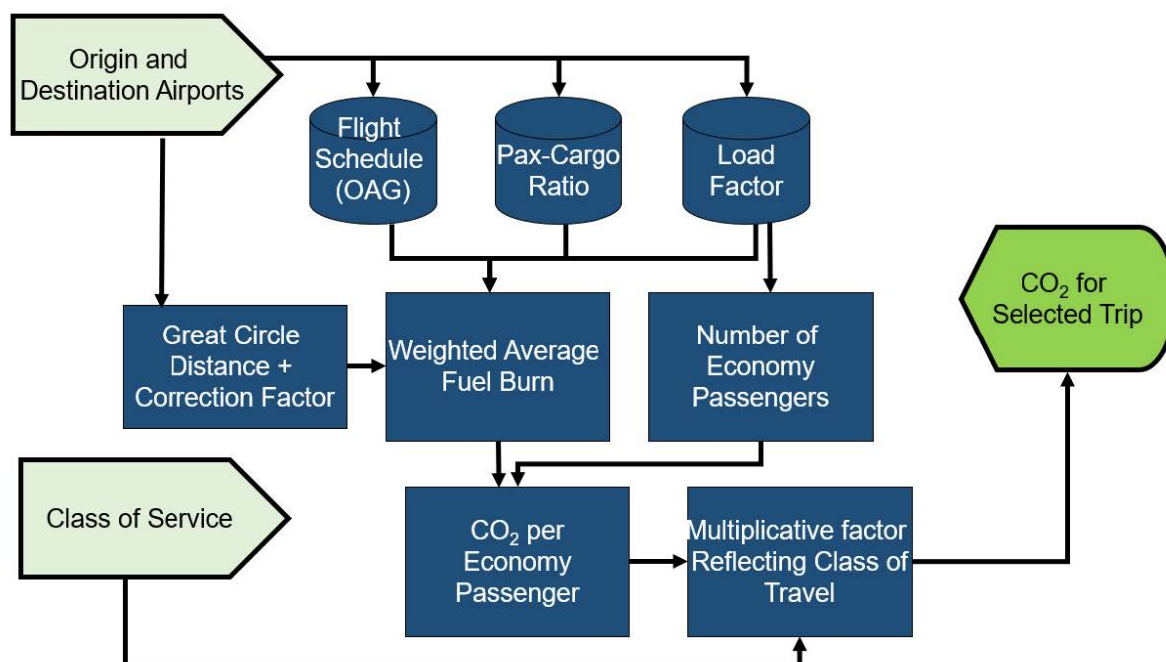 Origin and
Destination Airports
Flight
Schedule
(OAG)
Pax-Cargo
Ratio
Load
Factor
CO₂ for
Selected Trip
Great Circle
Distance +
Correction Factor
Weighted Average
Fuel Burn
Number of
Economy
Passengers
Class of Service
CO₂ per
Economy
Passenger
Multiplicative factor
Reflecting Class of
Travel